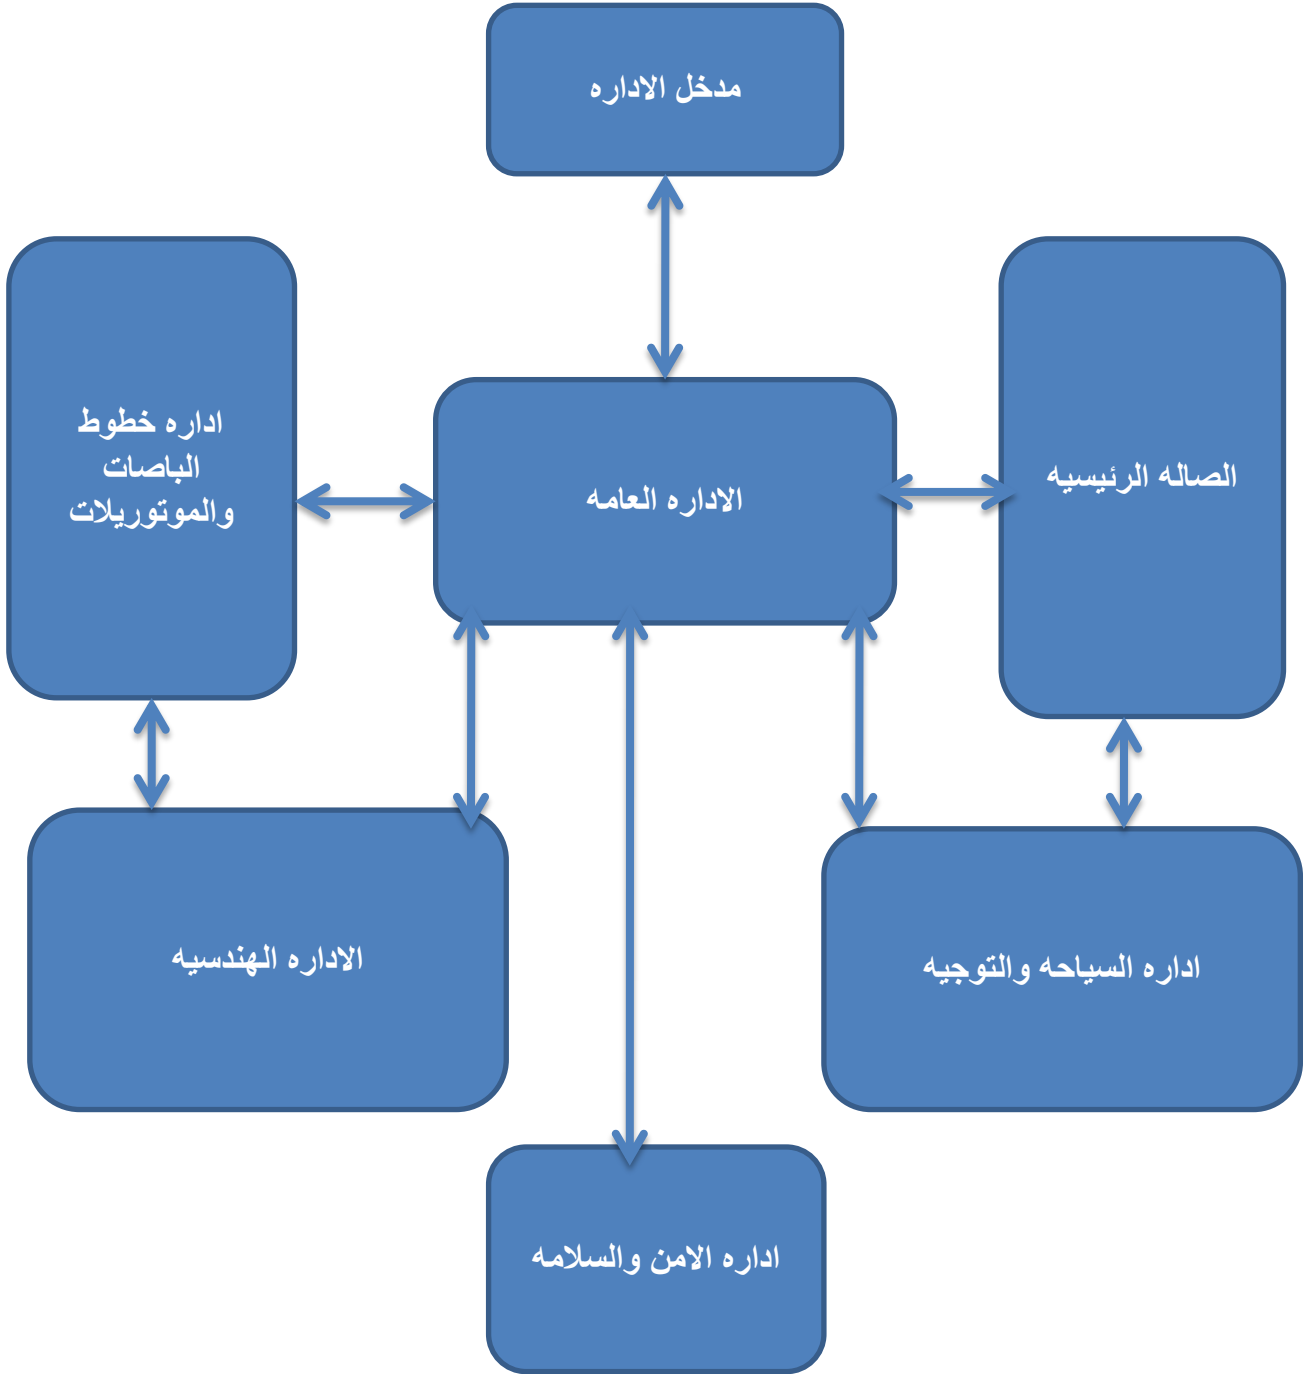 مدخل الاداره
الصاله الرئيسيه
الاداره العامه
اداره خطوط
الباصات
والموتوريلات
اداره السياحه والتوجيه
الاداره الهندسيه
اداره الامن والسلامه